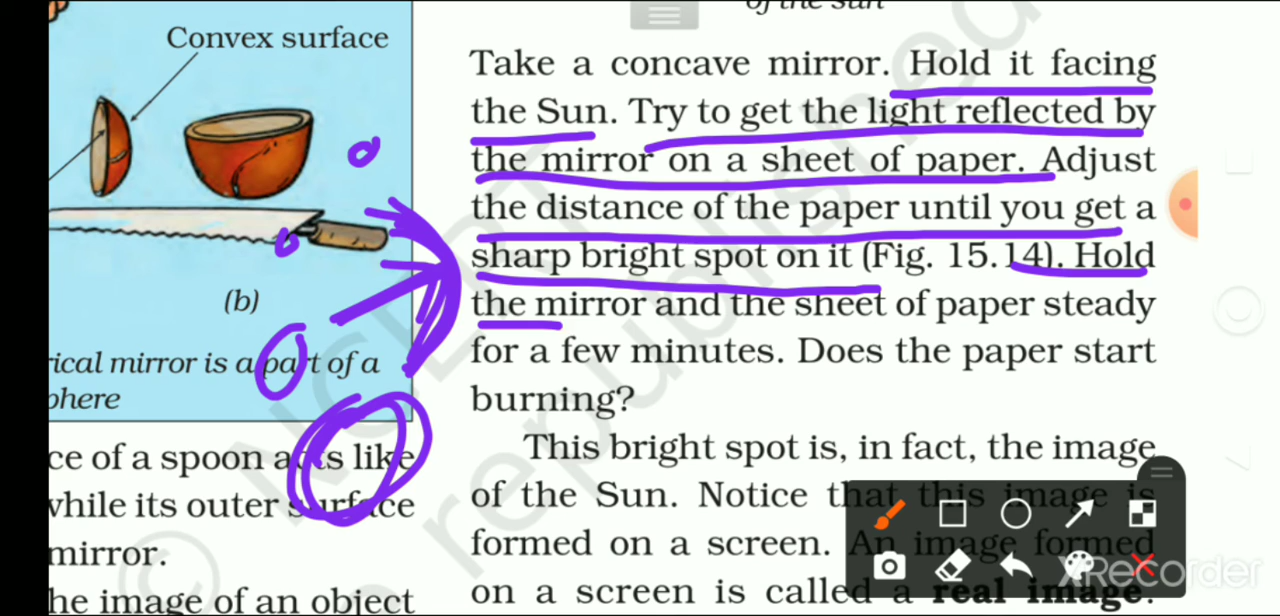 of the sun
Convex surface
(b)
rical mirror is a part of a
phere
ce of a spoon acts like
while its outer surface
mirror.
he image of an object
Take a concave mirror. Hold it facing
the Sun. Try to get the light reflected by
the mirror on a sheet of paper. Adjust
the distance of the paper until you get a
sharp bright spot on it (Fig. 15.14). Hold
the mirror and the sheet of paper steady
for a few minutes. Does the paper start
burning?
This bright spot is, in fact, the image
of the Sun. Notice that this image is
formed on a screen. An image formed
on a screen is called a real image.
© NCERT
republished
XRecorder